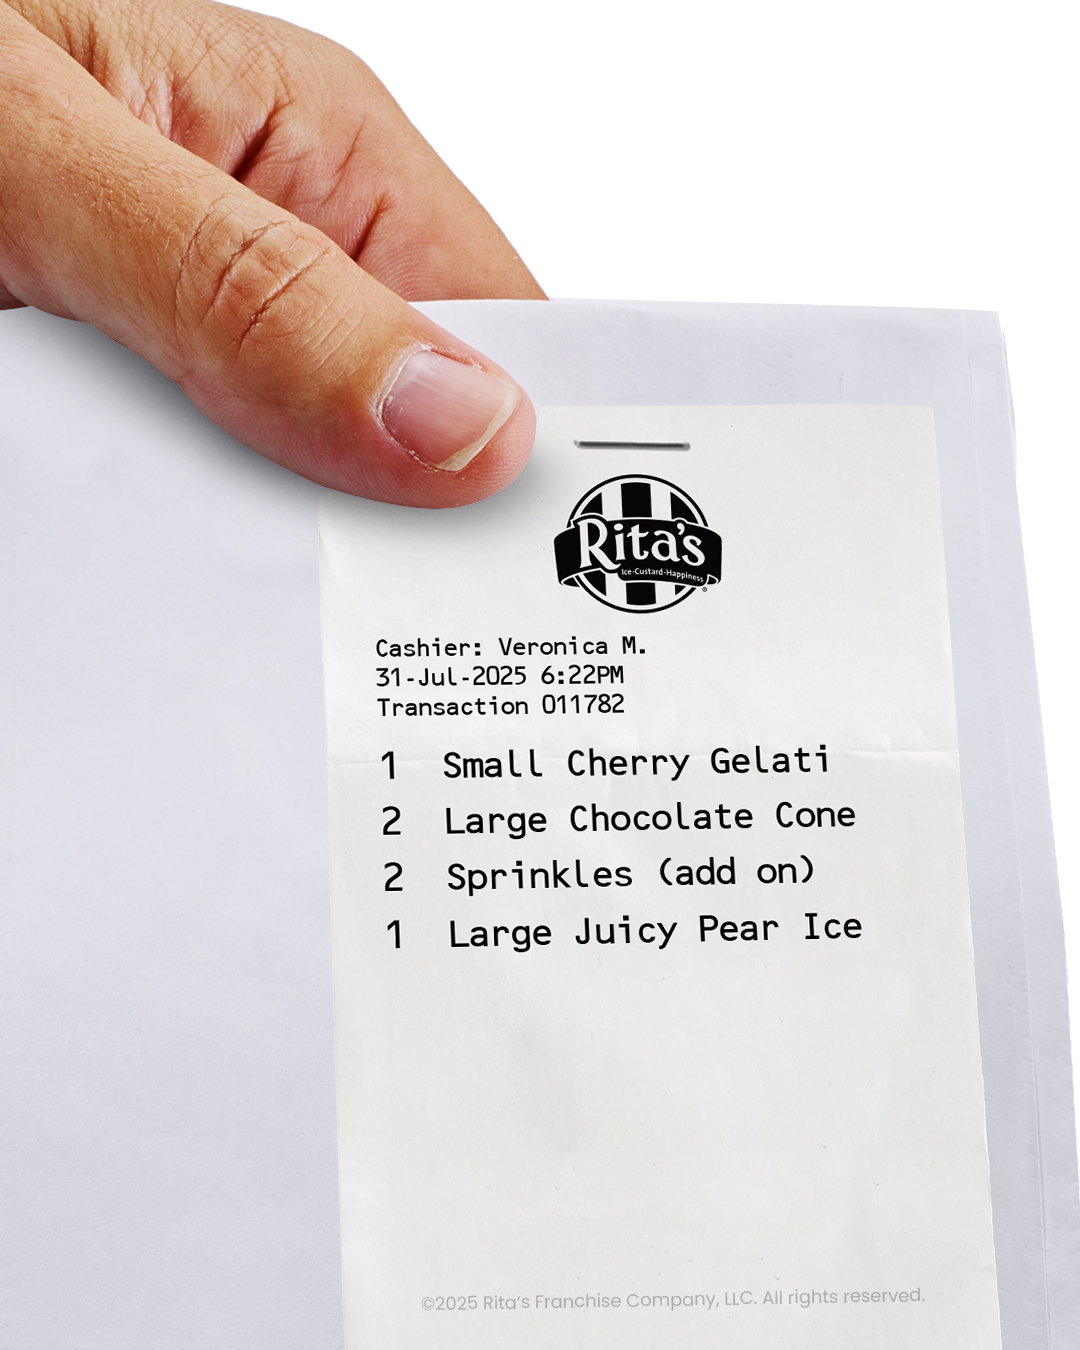 Rita's
Ice-Custard-Happiness
®
Cashier: Veronica M.
31-Jul-2025 6:22PM
Transaction 011782
1 Small Cherry Gelati
2 Large Chocolate Cone
2 Sprinkles (add on)
1 Large Juicy Pear Ice
©2025 Rita's Franchise Company, LLC. All rights reserved.